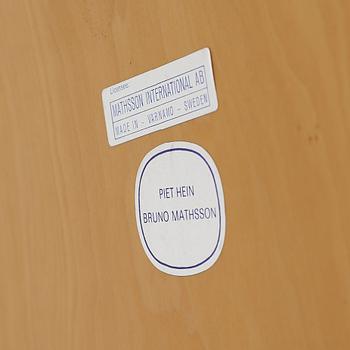 Licensee:
MATHSSON INTERNATIONAL AB
MADE IN - VÄRNAMO - SWEDEN
PIET HEIN
BRUNO MATHSSON